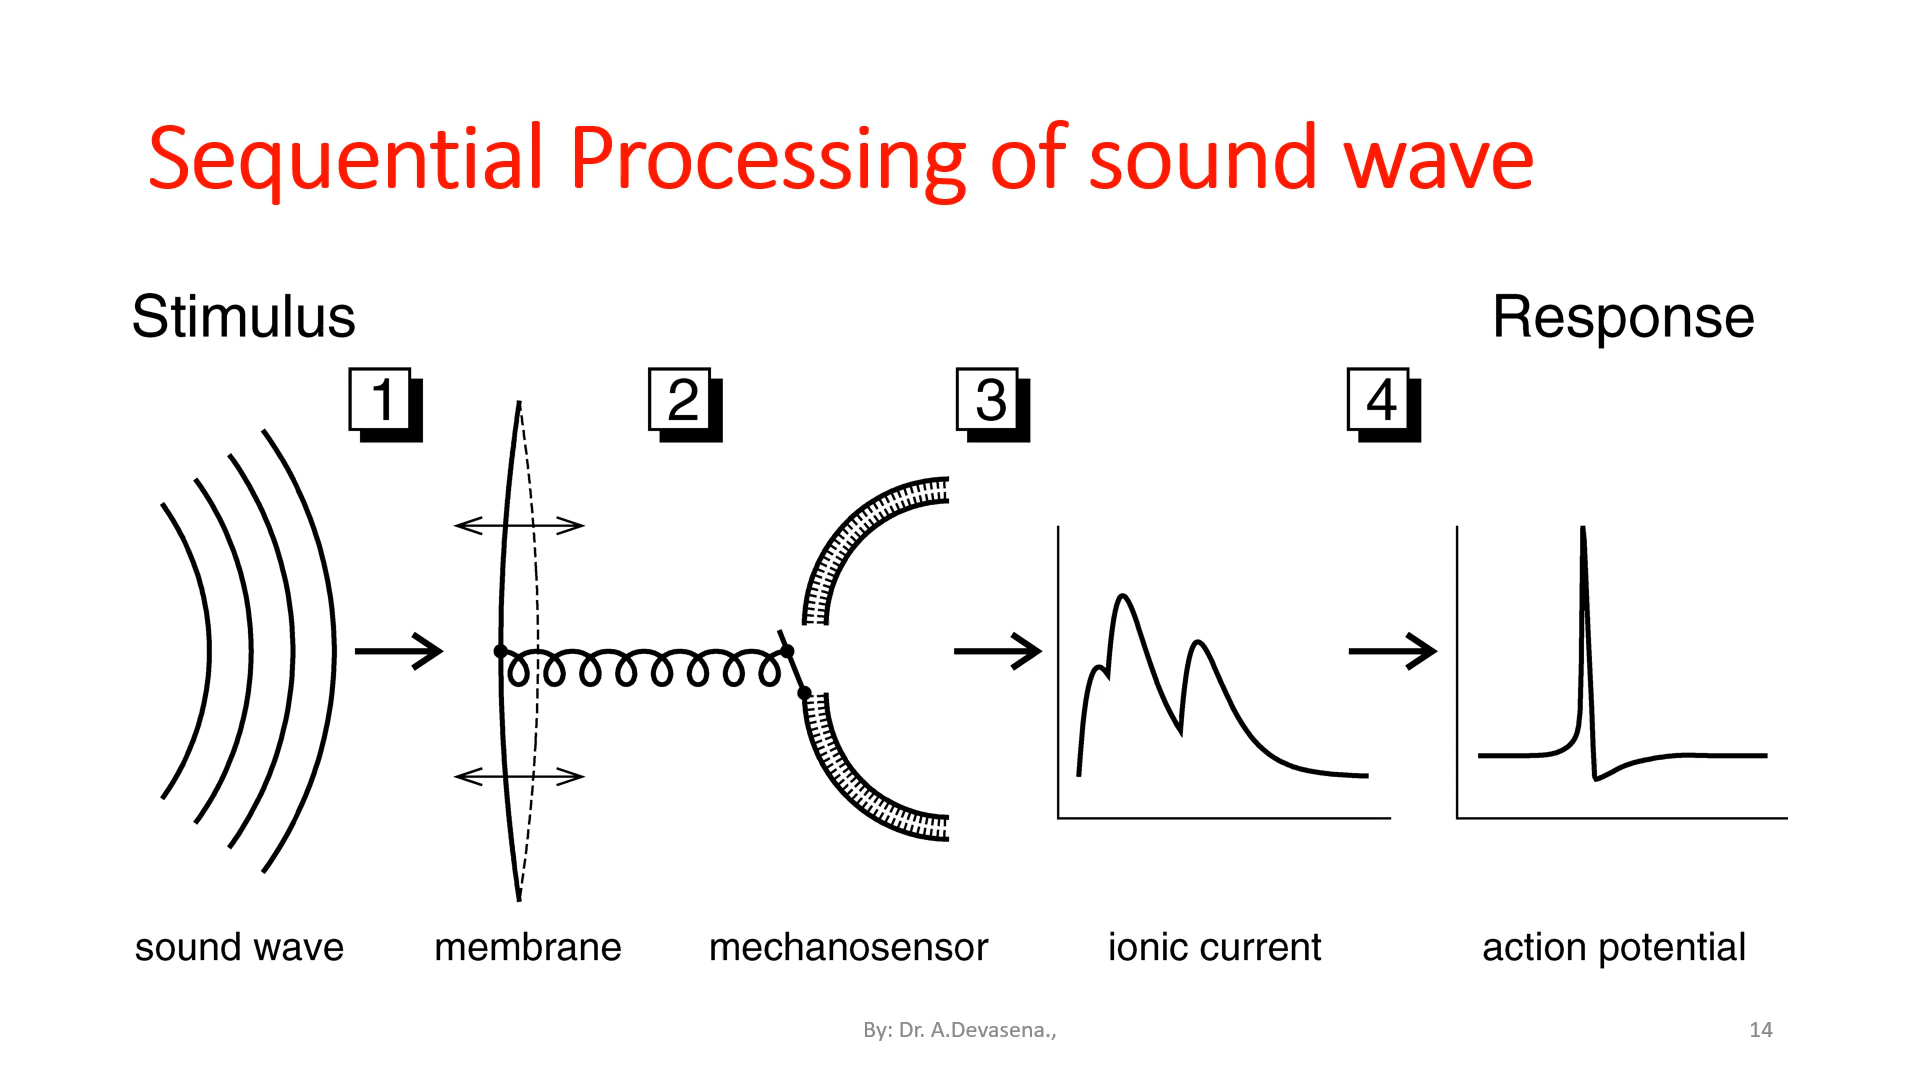 Sequential Processing of sound wave
Stimulus
Response
1
2
3
4
sound wave
membrane
mechanosensor
ionic current
action potential
By: Dr. A.Devasena.,
14